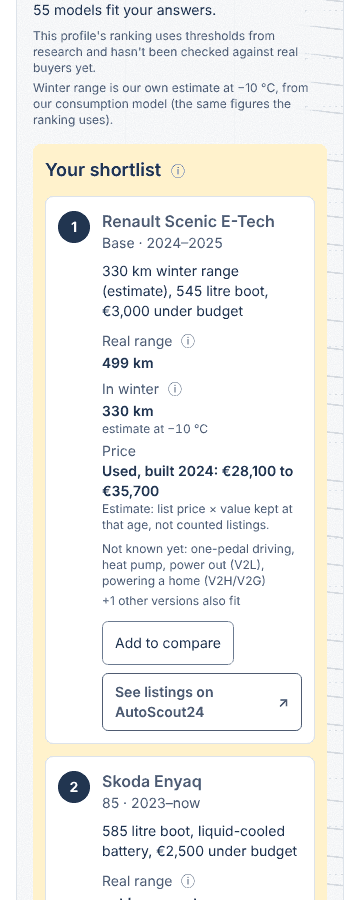 55 models fit your answers.
This profile's ranking uses thresholds from
research and hasn't been checked against real
buyers yet.
Winter range is our own estimate at −10 °C, from
our consumption model (the same figures the
ranking uses).
Your shortlist ⓘ
1
Renault Scenic E-Tech
Base · 2024–2025
330 km winter range
(estimate), 545 litre boot,
€3,000 under budget
Real range ⓘ
499 km
In winter ⓘ
330 km
estimate at −10 °C
Price
Used, built 2024: €28,100 to
€35,700
Estimate: list price × value kept at
that age, not counted listings.
Not known yet: one-pedal driving,
heat pump, power out (V2L),
powering a home (V2H/V2G)
+1 other versions also fit
Add to compare
See listings on
AutoScout24
2
Skoda Enyaq
85 · 2023–now
585 litre boot, liquid-cooled
battery, €2,500 under budget
Real range ⓘ